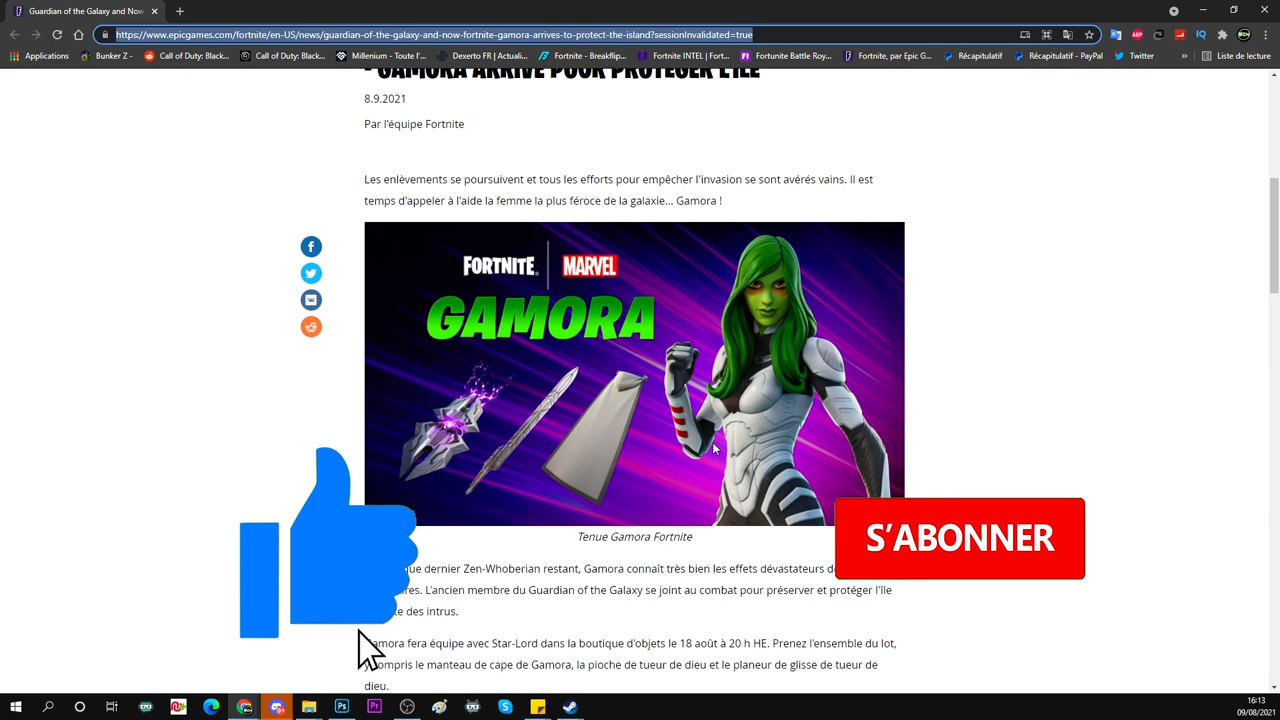 Guardian of the Galaxy and Now
https://www.epicgames.com/fortnite/en-US/news/guardian-of-the-galaxy-and-now-fortnite-gamora-arrives-to-protect-the-island?sessionInvalidated=true
Applications
Bunker Z -
Call of Duty: Black...
Call of Duty: Black...
Millenium - Toute l'...
Dexerto FR | Actuali...
Fortnite - Breakflip...
Fortnite INTEL | Fort...
Fortnite Battle Roy...
Fortnite, par Epic G...
Récapitulatif
Récapitulatif - PayP...
Twitter
»
Liste de lecture
- GAMORA ARRIVE POUR PROTÉGER L'ÎLE
8.9.2021
Par l'équipe Fortnite
Les enlèvements se poursuivent et tous les efforts pour empêcher l'invasion se sont avérés vains. Il est
temps d'appeler à l'aide la femme la plus féroce de la galaxie... Gamora !
FORTNITE
MARVEL
GAMORA
Tenue Gamora Fortnite
que dernier Zen-Whoberian restant, Gamora connaît très bien les effets dévastateurs
L'ancien membre du Guardian of the Galaxy se joint au combat pour préserver et protéger l'île
des intrus.
S'ABONNER
Gamora fera équipe avec Star-Lord dans la boutique d'objets le 18 août à 20 h HE. Prenez l'ensemble du lot,
y compris le manteau de cape de Gamora, la pioche de tueur de dieu et le planeur de glisse de tueur de
dieu.
16:13
09/08/2021